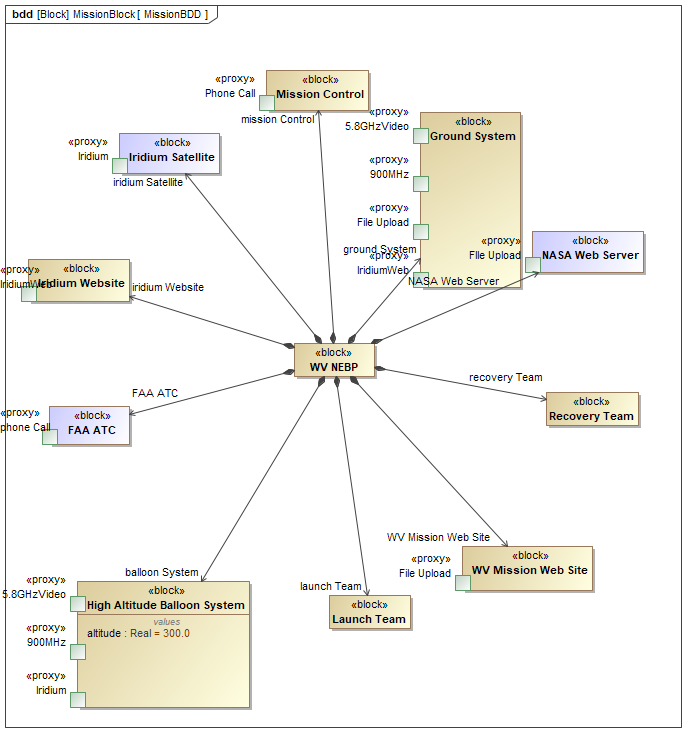 bdd [Block] MissionBlock [ MissionBDD ]
«proxy»
Phone Call
«block»
Mission Control
mission Control
«proxy»
5.8GHzVideo
«block»
Ground System
«proxy»
900MHz
«proxy»
File Upload
ground System
«proxy»
IridiumWeb
«proxy»
Iridium
«block»
Iridium Satellite
iridium Satellite
«proxy»
FIle Upload
«block»
NASA Web Server
NASA Web Server
«proxy»
IridiumWeb
«block»
Iridium Website
iridium Website
«block»
WV NEBP
recovery Team
«block»
Recovery Team
FAA ATC
«proxy»
phone Call
«block»
FAA ATC
WV Mission Web Site
«proxy»
File Upload
«block»
WV Mission Web Site
balloon System
«proxy»
5.8GHzVideo
«block»
High Altitude Balloon System
values
altitude : Real = 300.0
«proxy»
900MHz
«proxy»
Iridium
launch Team
«block»
Launch Team